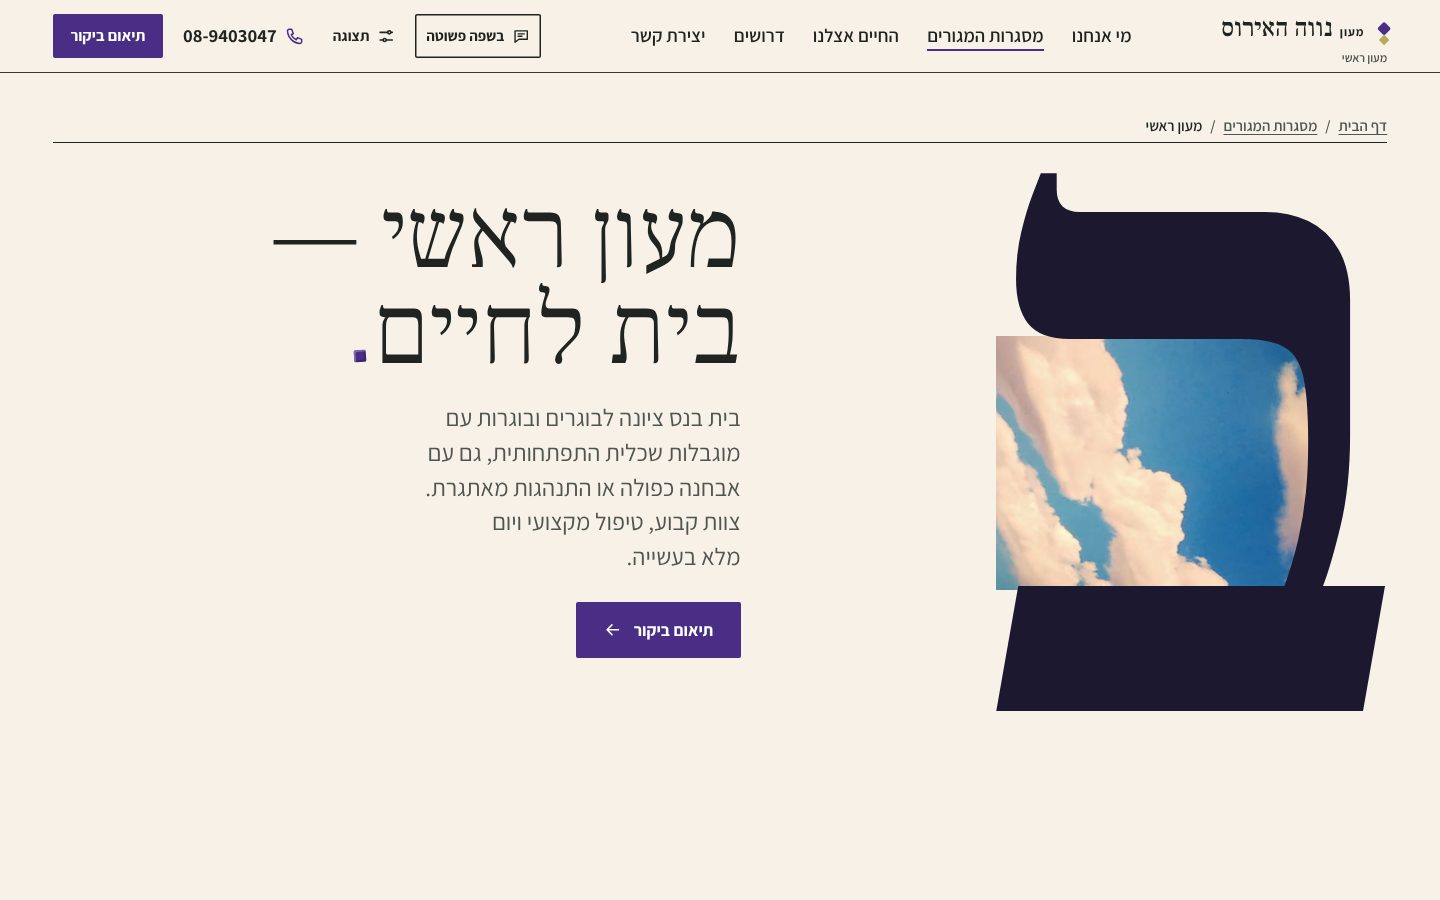 מעון נווה האירוס
מעון ראשי
מי אנחנו
מסגרות המגורים
החיים אצלנו
דרושים
יצירת קשר
בשפה פשוטה
תצוגה
08-9403047
תיאום ביקור
דף הבית / מסגרות המגורים / מעון ראשי
ב
מעון ראשי —
בית לחיים.
בית בנס ציונה לבוגרים ובוגרות עם
מוגבלות שכלית התפתחותית, גם עם
אבחנה כפולה או התנהגות מאתגרת.
צוות קבוע, טיפול מקצועי ויום
מלא בעשייה.
תיאום ביקור ←